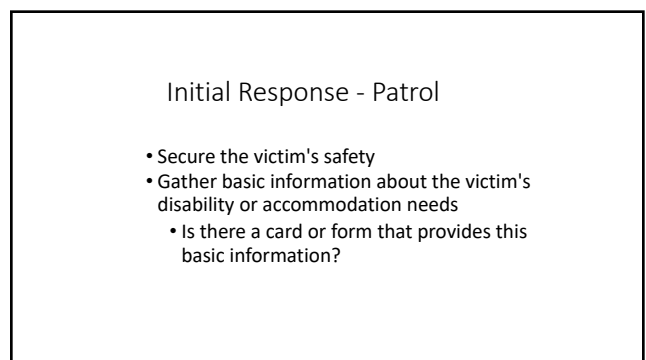 Initial Response - Patrol
• Secure the victim's safety
• Gather basic information about the victim's
disability or accommodation needs
• Is there a card or form that provides this
basic information?